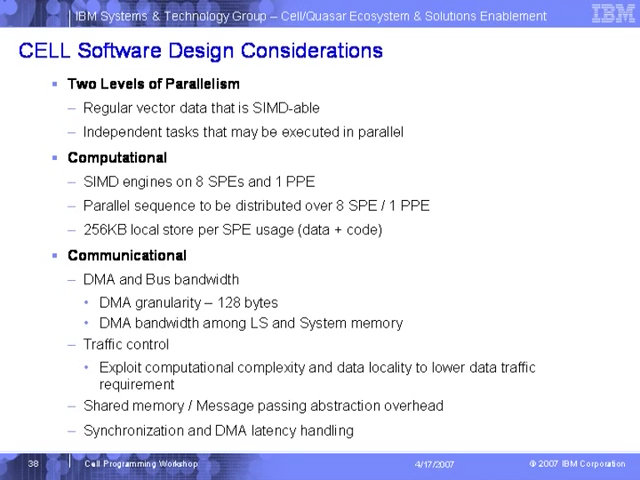 IBM Systems & Technology Group – Cell/Quasar Ecosystem & Solutions Enablement
IBM
CELL Software Design Considerations
▪ Two Levels of Parallelism
– Regular vector data that is SIMD-able
– Independent tasks that may be executed in parallel
▪ Computational
– SIMD engines on 8 SPEs and 1 PPE
– Parallel sequence to be distributed over 8 SPE / 1 PPE
– 256KB local store per SPE usage (data + code)
▪ Communicational
– DMA and Bus bandwidth
• DMA granularity – 128 bytes
• DMA bandwidth among LS and System memory
– Traffic control
• Exploit computational complexity and data locality to lower data traffic
requirement
– Shared memory / Message passing abstraction overhead
– Synchronization and DMA latency handling
38 Cell Programming Workshop 4/17/2007 © 2007 IBM Corporation